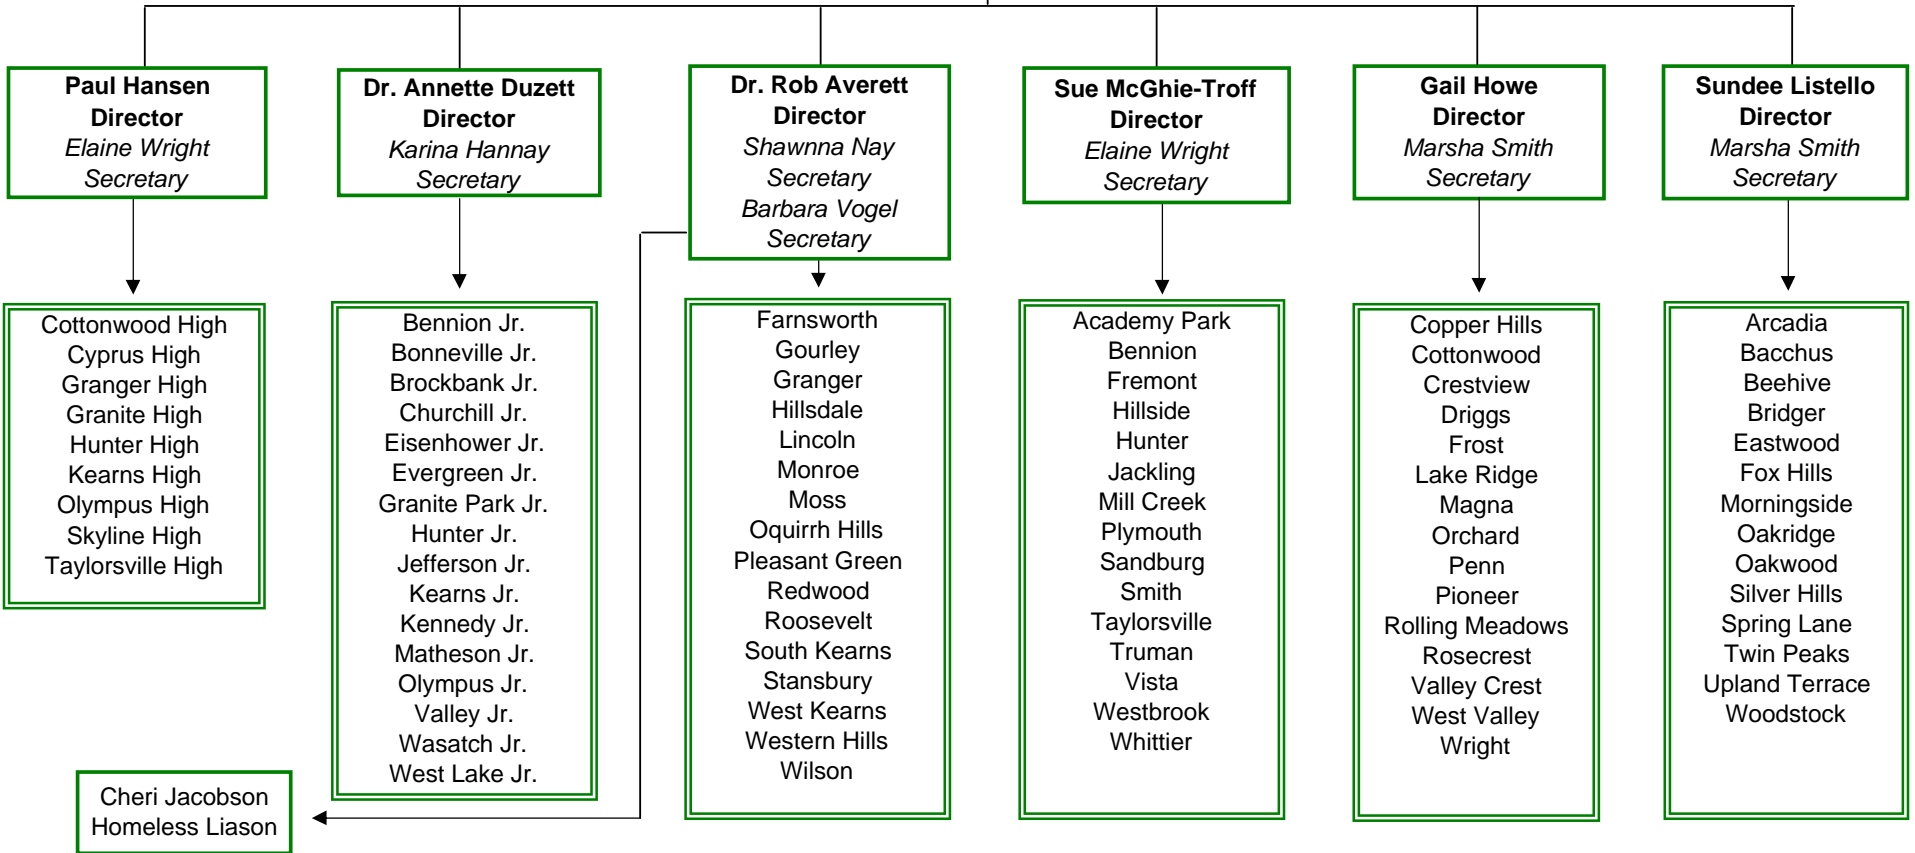 Paul Hansen
Director
Elaine Wright
Secretary
Dr. Annette Duzett
Director
Karina Hannay
Secretary
Dr. Rob Averett
Director
Shawnna Nay
Secretary
Barbara Vogel
Secretary
Sue McGhie-Troff
Director
Elaine Wright
Secretary
Gail Howe
Director
Marsha Smith
Secretary
Sundee Listello
Director
Marsha Smith
Secretary
Cottonwood High
Cyprus High
Granger High
Granite High
Hunter High
Kearns High
Olympus High
Skyline High
Taylorsville High
Bennion Jr.
Bonneville Jr.
Brockbank Jr.
Churchill Jr.
Eisenhower Jr.
Evergreen Jr.
Granite Park Jr.
Hunter Jr.
Jefferson Jr.
Kearns Jr.
Kennedy Jr.
Matheson Jr.
Olympus Jr.
Valley Jr.
Wasatch Jr.
West Lake Jr.
Farnsworth
Gourley
Granger
Hillsdale
Lincoln
Monroe
Moss
Oquirrh Hills
Pleasant Green
Redwood
Roosevelt
South Kearns
Stansbury
West Kearns
Western Hills
Wilson
Academy Park
Bennion
Fremont
Hillside
Hunter
Jackling
Mill Creek
Plymouth
Sandburg
Smith
Taylorsville
Truman
Vista
Westbrook
Whittier
Copper Hills
Cottonwood
Crestview
Driggs
Frost
Lake Ridge
Magna
Orchard
Penn
Pioneer
Rolling Meadows
Rosecrest
Valley Crest
West Valley
Wright
Arcadia
Bacchus
Beehive
Bridger
Eastwood
Fox Hills
Morningside
Oakridge
Oakwood
Silver Hills
Spring Lane
Twin Peaks
Upland Terrace
Woodstock
Cheri Jacobson
Homeless Liason